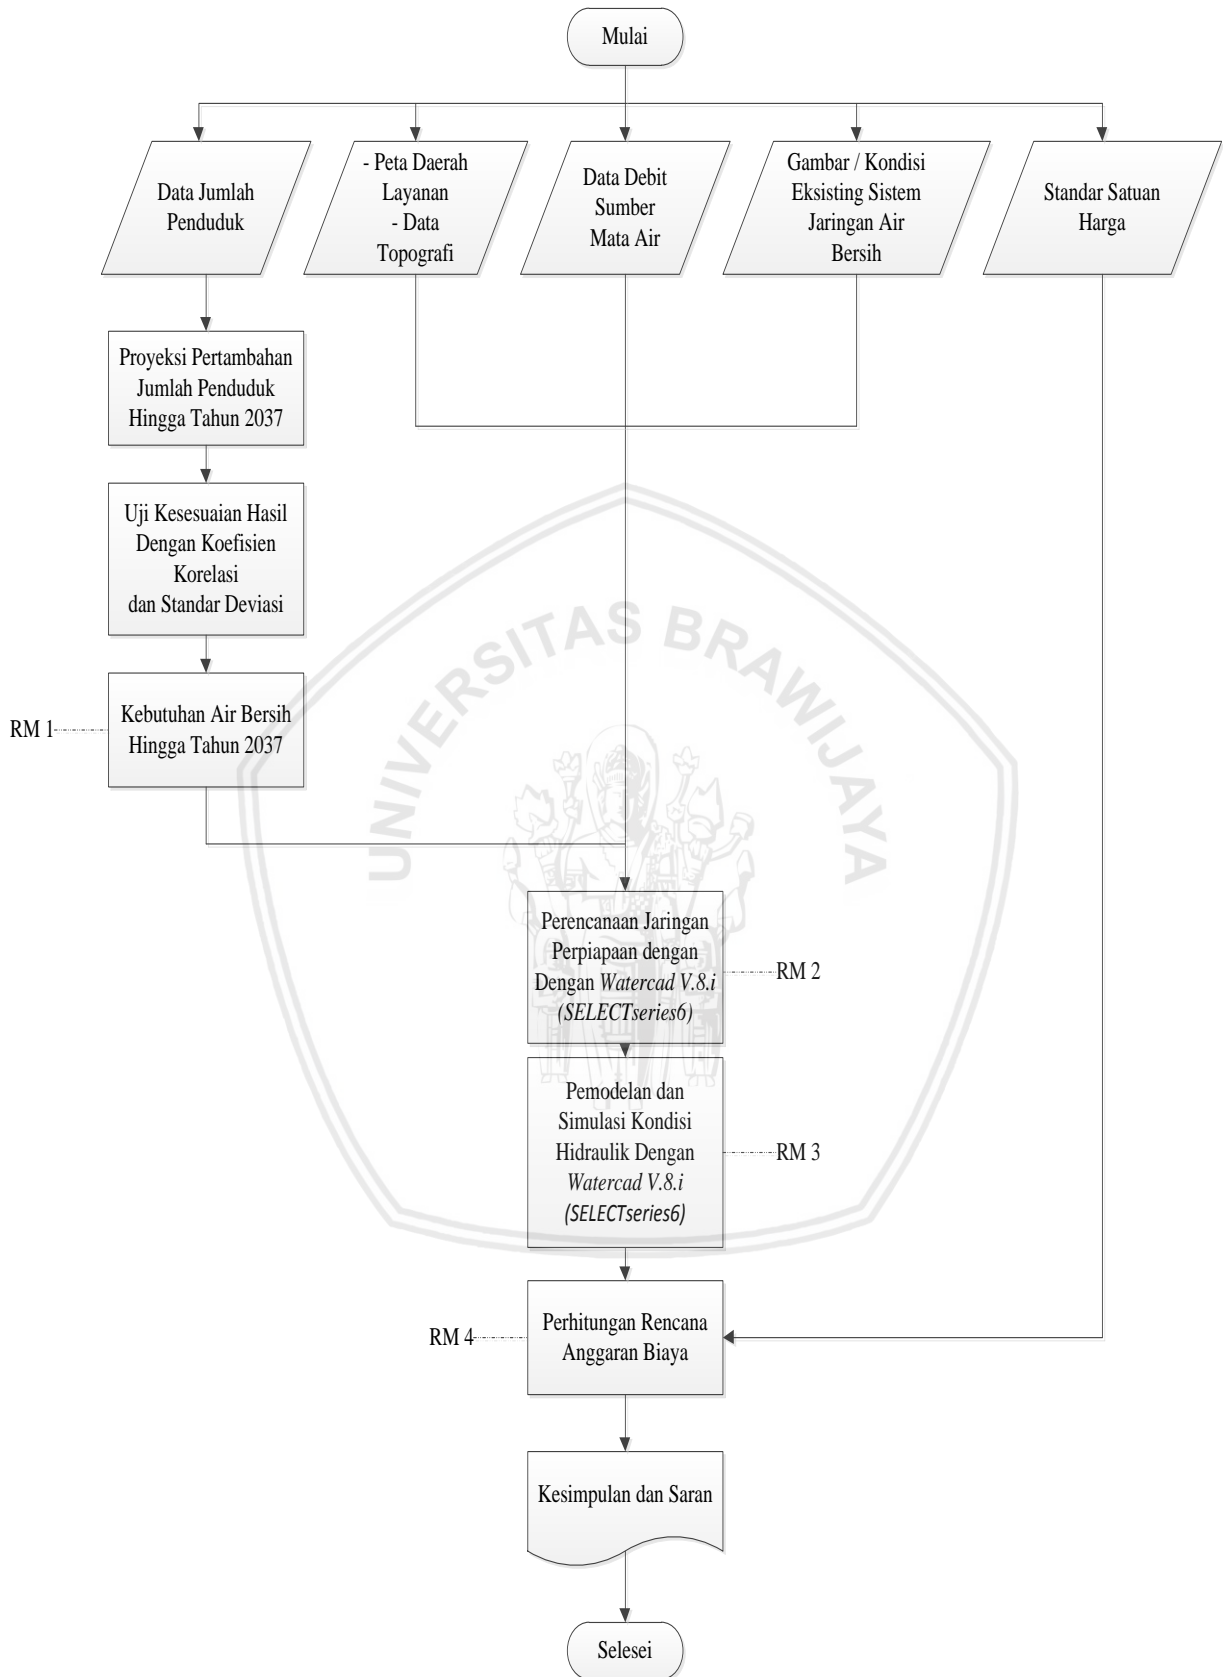 Mulai
Data Jumlah
Penduduk
- Peta Daerah
Layanan
- Data
Topografi
Data Debit
Sumber
Mata Air
Gambar / Kondisi
Eksisting Sistem
Jaringan Air
Bersih
Standar Satuan
Harga
Proyeksi Pertambahan
Jumlah Penduduk
Hingga Tahun 2037
Uji Kesesuaian Hasil
Dengan Koefisien
Korelasi
dan Standar Deviasi
UNIVERSITAS BRAWIJAYA
RM 1
Kebutuhan Air Bersih
Hingga Tahun 2037
Perencanaan Jaringan
Perpiapaan dengan
Dengan Watercad V.8.i
(SELECTseries6)
RM 2
Pemodelan dan
Simulasi Kondisi
Hidraulik Dengan
Watercad V.8.i
(SELECTseries6)
RM 3
RM 4
Perhitungan Rencana
Anggaran Biaya
Kesimpulan dan Saran
Selesei